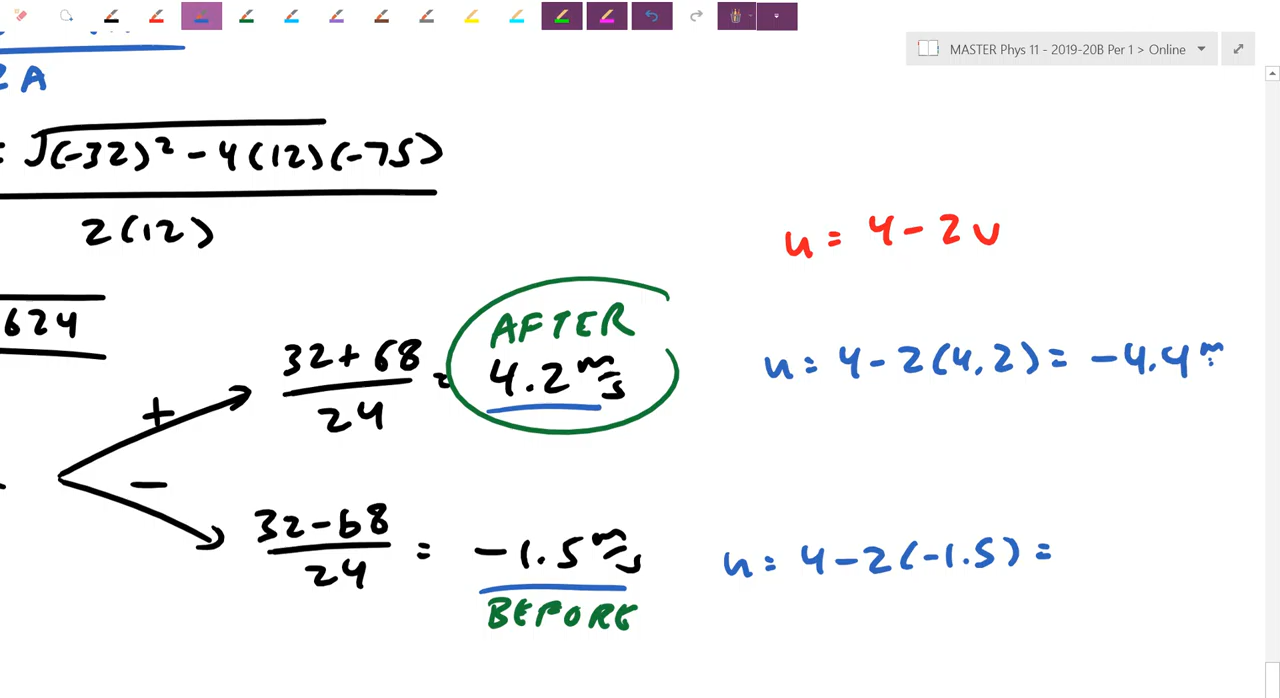 MASTER Phys 11 - 2019-20B Per 1 > Online
2A
= √(-32)² - 4(12)(-75)
2(12)
u = 4 - 2v
624
AFTER
+ 32+68 / 24 = 4.2 m/s
u = 4 - 2(4.2) = -4.4 m
- 32-68 / 24 = -1.5 m/s
u = 4 - 2(-1.5) =
BEFORE